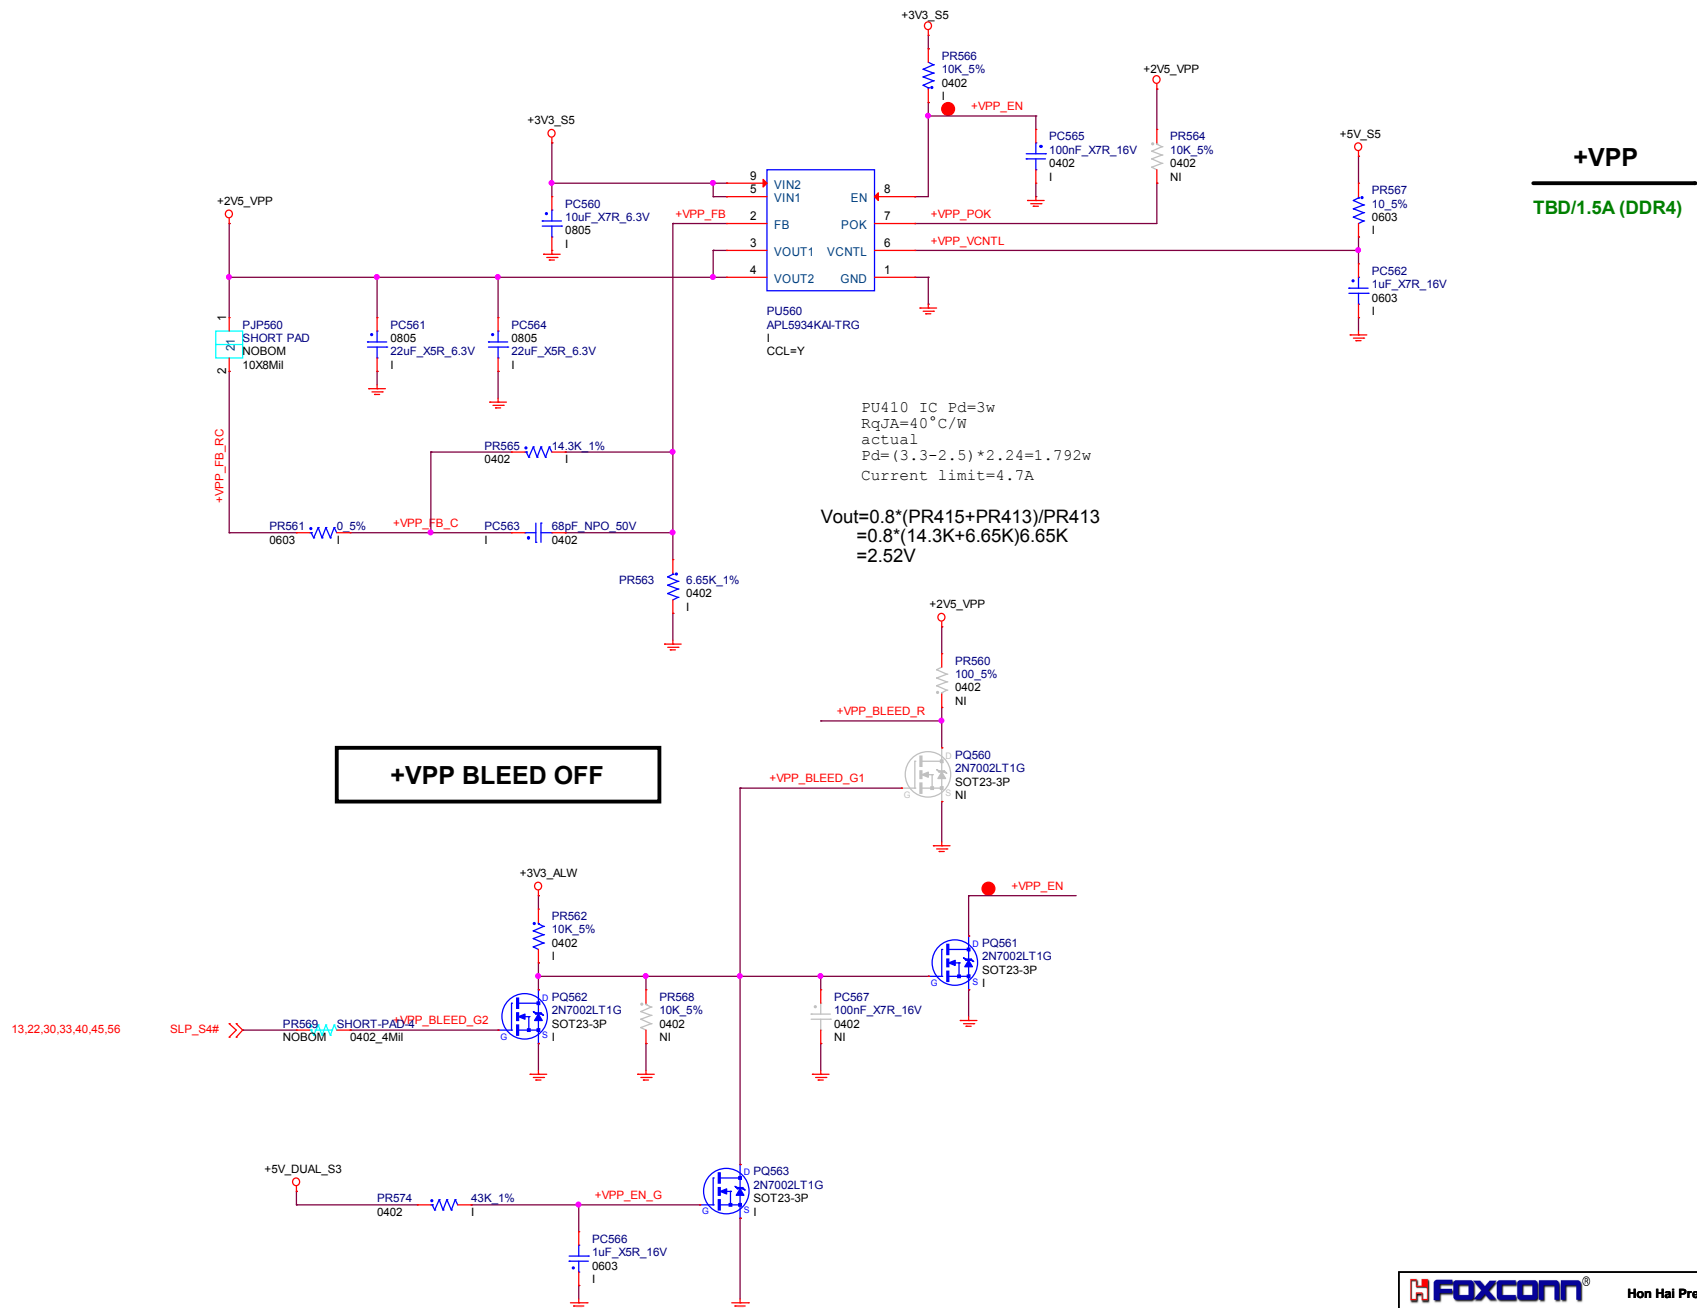 +3V3_S5
PR566
10K_5%
0402
I
+VPP_EN
+2V5_VPP
PC565
100nF_X7R_16V
0402
I
PR564
10K_5%
0402
NI
+5V_S5
PR567
10_5%
0603
I
+VPP
TBD/1.5A (DDR4)
+3V3_S5
PC560
10uF_X7R_6.3V
0805
I
+2V5_VPP
+VPP_FB
9 VIN2
5 VIN1
2 FB
3 VOUT1
4 VOUT2
EN 8
POK 7
VCNTL 6
GND 1
+VPP_POK
+VPP_VCNTL
PC562
1uF_X7R_16V
0603
I
PU560
APL5934KAI-TRG
I
CCL=Y
1
21
2
PJP560
SHORT PAD
NOBOM
10X8Mil
PC561
0805
22uF_X5R_6.3V
I
PC564
0805
22uF_X5R_6.3V
I
PU410 IC Pd=3w
RqJA=40°C/W
actual
Pd=(3.3-2.5)*2.24=1.792w
Current limit=4.7A
+VPP_FB_RC
PR565
0402
14.3K_1%
I
PR561
0603
0_5%
I
+VPP_FB_C
PC563
I
68pF_NPO_50V
0402
Vout=0.8*(PR415+PR413)/PR413
=0.8*(14.3K+6.65K)6.65K
=2.52V
PR563
6.65K_1%
0402
I
+2V5_VPP
PR560
100_5%
0402
NI
+VPP_BLEED_R
+VPP BLEED OFF
+VPP_BLEED_G1
D
G
S
PQ560
2N7002LT1G
SOT23-3P
NI
+3V3_ALW
PR562
10K_5%
0402
I
+VPP_EN
D
G
S
PQ561
2N7002LT1G
SOT23-3P
I
13,22,30,33,40,45,56
SLP_S4#
PR569
NOBOM
SHORT-PAD-4
0402_4Mil
+VPP_BLEED_G2
D
G
S
PQ562
2N7002LT1G
SOT23-3P
I
PR568
10K_5%
0402
NI
PC567
100nF_X7R_16V
0402
NI
+5V_DUAL_S3
PR574
0402
43K_1%
I
+VPP_EN_G
D
G
S
PQ563
2N7002LT1G
SOT23-3P
I
PC566
1uF_X5R_16V
0603
I
FOXCONN®
Hon Hai Pre